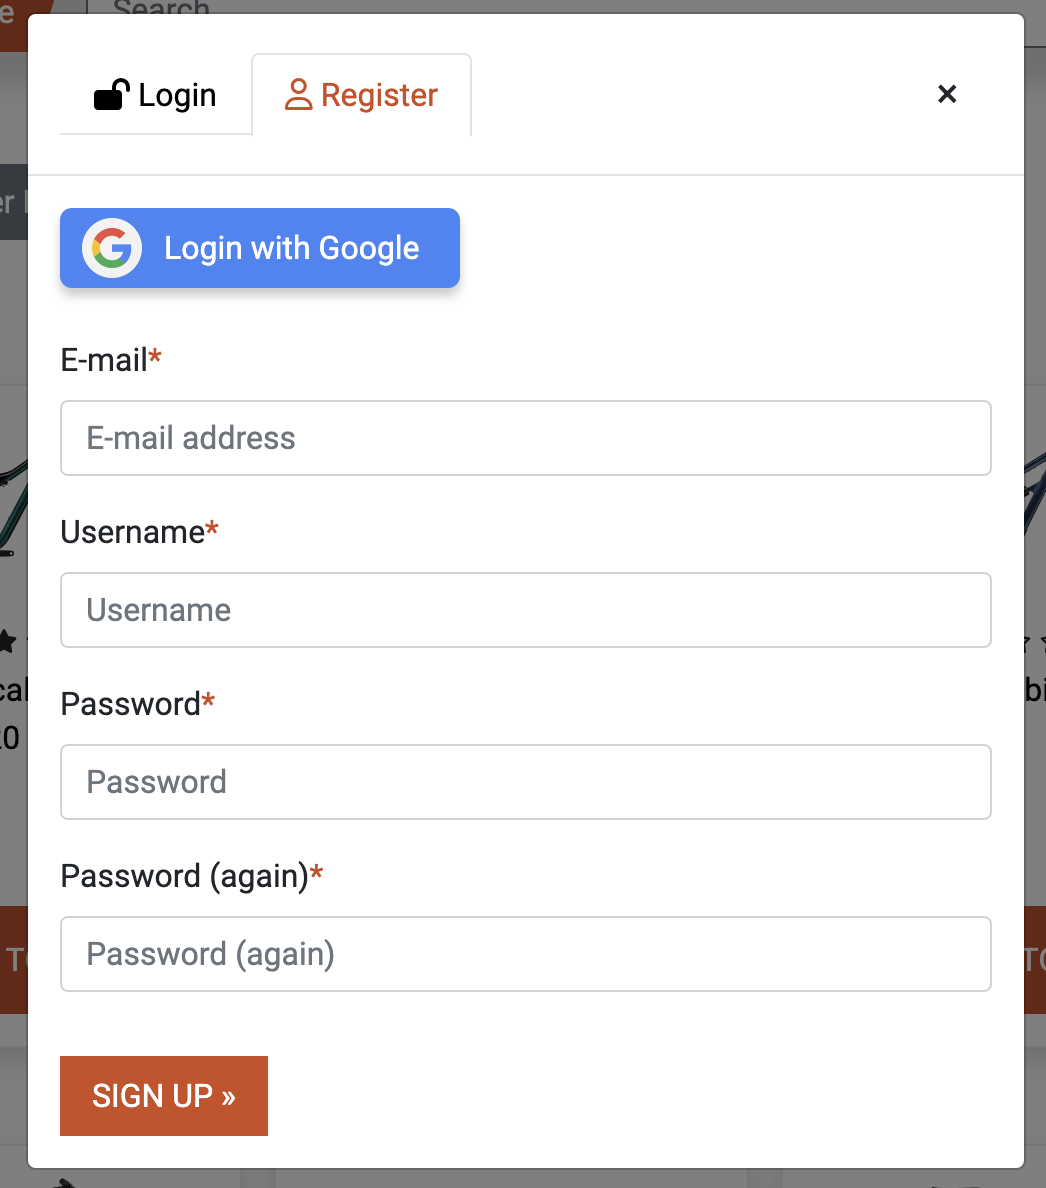 Search
Login
Register
Login with Google
E-mail*
E-mail address
Username*
Username
Password*
Password
Password (again)*
Password (again)
SIGN UP »